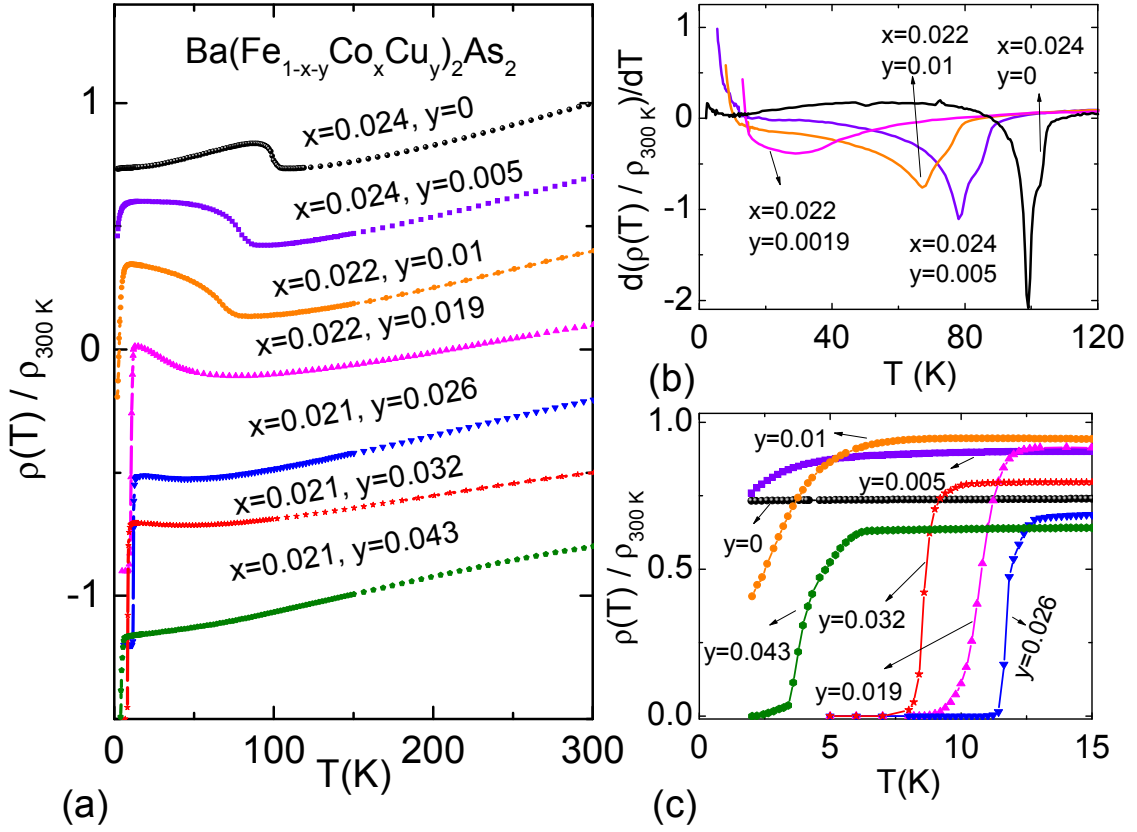 Ba(Fe1-x-yCoxCuy)2As2
x=0.024, y=0
x=0.024, y=0.005
x=0.022, y=0.01
x=0.022, y=0.019
x=0.021, y=0.026
x=0.021, y=0.032
x=0.021, y=0.043
1
0
-1
ρ(T) / ρ300 K
0
100
200
300
T(K)
(a)
x=0.022
y=0.01
x=0.024
y=0
x=0.022
y=0.0019
x=0.024
y=0.005
1
0
-1
-2
d(ρ(T) / ρ300 K)/dT
0
40
80
120
T (K)
(b)
y=0.01
y=0.005
y=0
y=0.032
y=0.043
y=0.019
y=0.026
1.0
0.5
0.0
ρ(T) / ρ300 K
0
5
10
15
T(K)
(c)